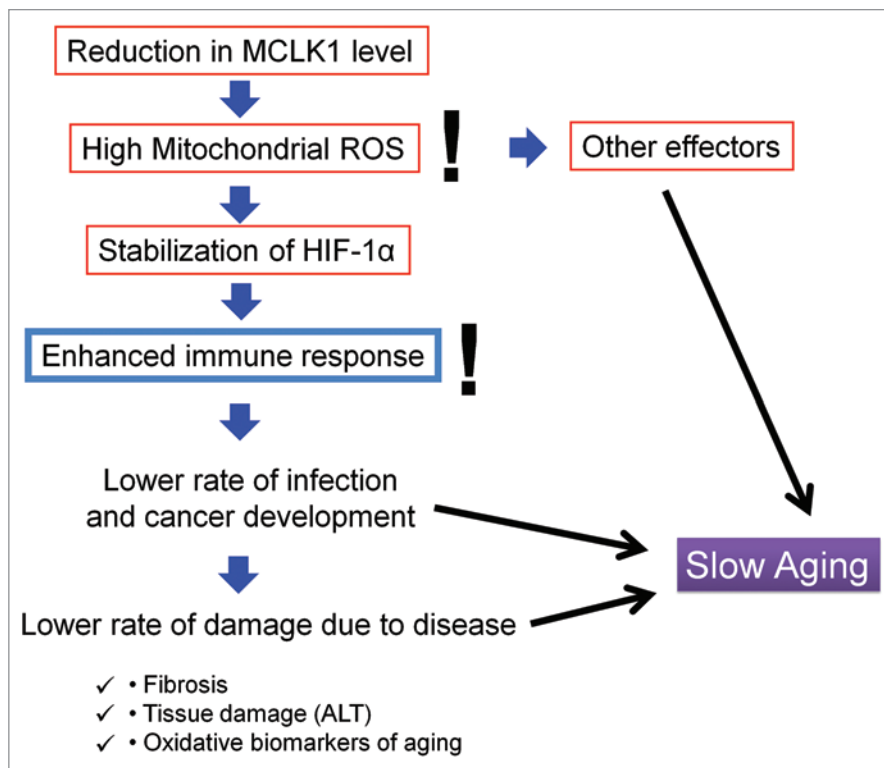 Reduction in MCLK1 level
High Mitochondrial ROS
!
Other effectors
Stabilization of HIF-1α
Enhanced immune response
!
Lower rate of infection
and cancer development
Slow Aging
Lower rate of damage due to disease
✓ • Fibrosis
✓ • Tissue damage (ALT)
✓ • Oxidative biomarkers of aging